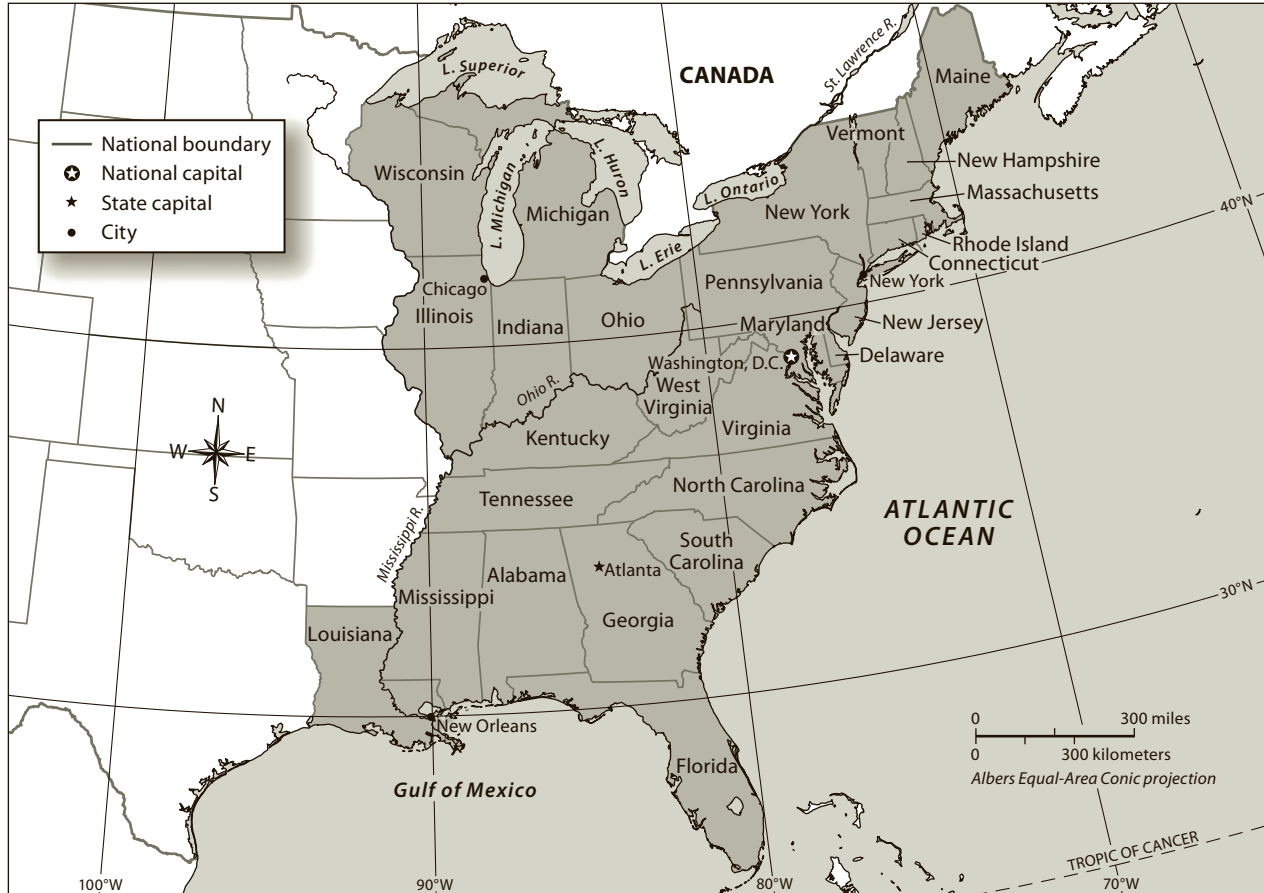 National boundary
National capital
State capital
City
CANADA
St. Lawrence R.
L. Superior
L. Michigan
L. Huron
L. Ontario
L. Erie
Maine
Vermont
New Hampshire
Massachusetts
Rhode Island
Connecticut
New York
New York
New Jersey
Delaware
Wisconsin
Michigan
Pennsylvania
Chicago
Illinois
Indiana
Ohio
Maryland
Washington, D.C.
West
Virginia
Virginia
Ohio R.
Kentucky
Tennessee
North Carolina
South
Carolina
Mississippi R.
Mississippi
Alabama
Atlanta
Georgia
Louisiana
New Orleans
Florida
Gulf of Mexico
ATLANTIC
OCEAN
N
W
E
S
40°N
30°N
0
300 miles
0
300 kilometers
Albers Equal-Area Conic projection
TROPIC OF CANCER
100°W
90°W
80°W
70°W